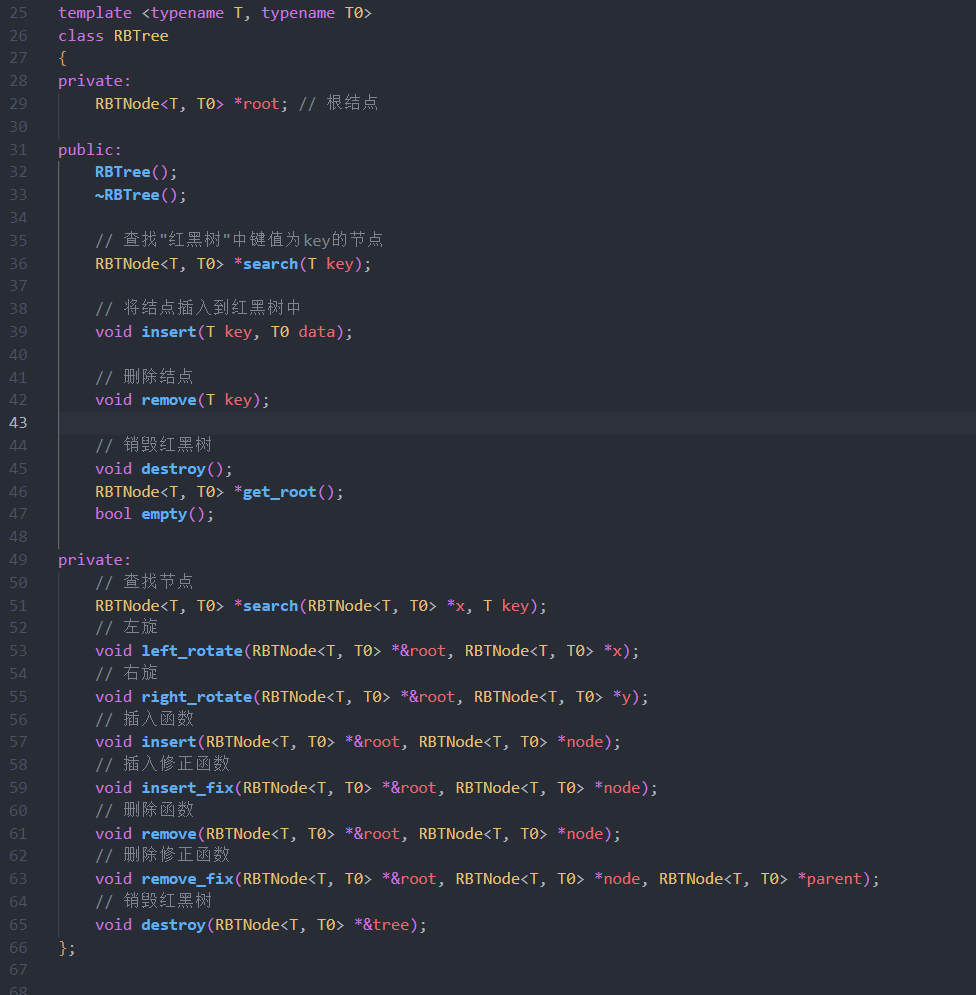 25 template <typename T, typename T0>
26 class RBTree
27 {
28 private:
29     RBTNode<T, T0> *root; // 根结点
30
31 public:
32     RBTree();
33     ~RBTree();
34
35     // 查找"红黑树"中键值为key的节点
36     RBTNode<T, T0> *search(T key);
37
38     // 将结点插入到红黑树中
39     void insert(T key, T0 data);
40
41     // 删除结点
42     void remove(T key);
43
44     // 销毁红黑树
45     void destroy();
46     RBTNode<T, T0> *get_root();
47     bool empty();
48
49 private:
50     // 查找节点
51     RBTNode<T, T0> *search(RBTNode<T, T0> *x, T key);
52     // 左旋
53     void left_rotate(RBTNode<T, T0> *&root, RBTNode<T, T0> *x);
54     // 右旋
55     void right_rotate(RBTNode<T, T0> *&root, RBTNode<T, T0> *y);
56     // 插入函数
57     void insert(RBTNode<T, T0> *&root, RBTNode<T, T0> *node);
58     // 插入修正函数
59     void insert_fix(RBTNode<T, T0> *&root, RBTNode<T, T0> *node);
60     // 删除函数
61     void remove(RBTNode<T, T0> *&root, RBTNode<T, T0> *node);
62     // 删除修正函数
63     void remove_fix(RBTNode<T, T0> *&root, RBTNode<T, T0> *node, RBTNode<T, T0> *parent);
64     // 销毁红黑树
65     void destroy(RBTNode<T, T0> *&tree);
66 };
67
68